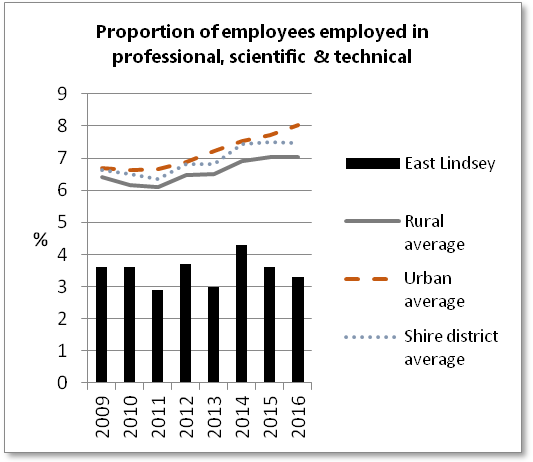 Proportion of employees employed in
professional, scientific & technical
9
8
7
6
5
4
3
2
1
0
%
2009
2010
2011
2012
2013
2014
2015
2016
East Lindsey
Rural
average
Urban
average
Shire district
average